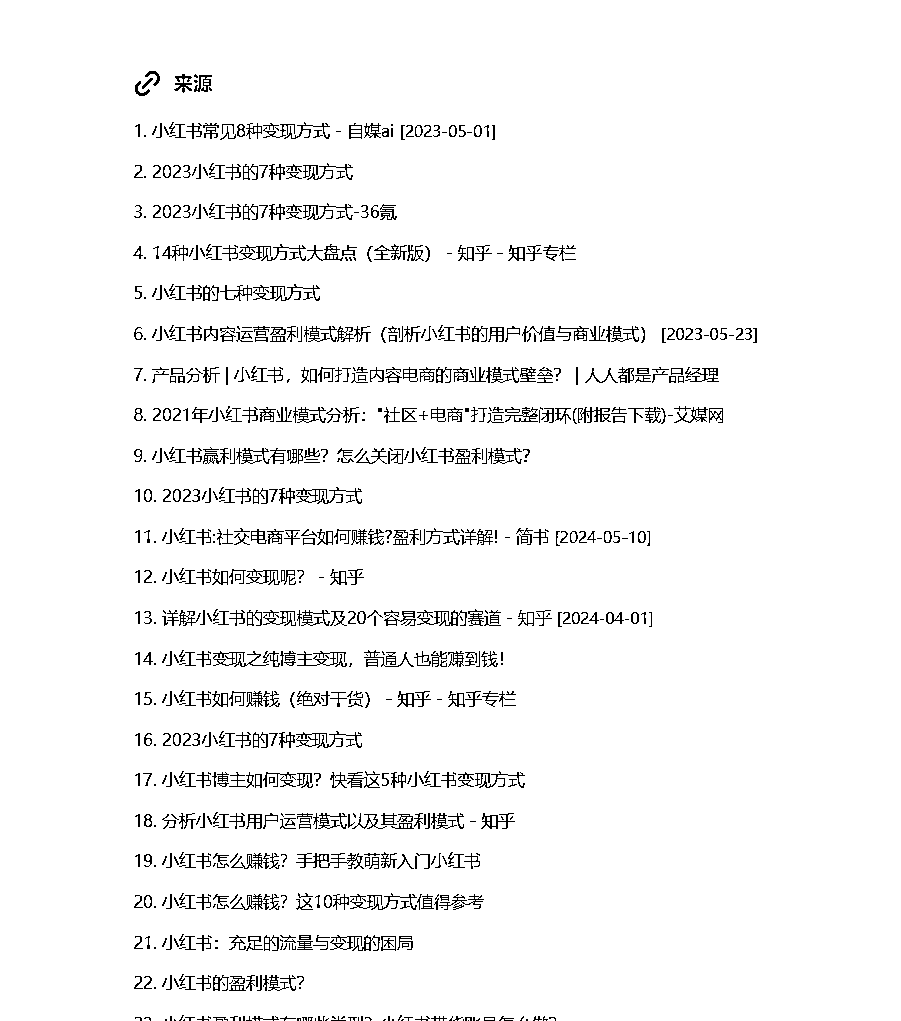 来源
1. 小红书常见8种变现方式 - 自媒ai [2023-05-01]
2. 2023小红书的7种变现方式
3. 2023小红书的7种变现方式-36氪
4. 14种小红书变现方式大盘点（全新版） - 知乎 - 知乎专栏
5. 小红书的七种变现方式
6. 小红书内容运营盈利模式解析（剖析小红书的用户价值与商业模式） [2023-05-23]
7. 产品分析 | 小红书，如何打造内容电商的商业模式壁垒？ | 人人都是产品经理
8. 2021年小红书商业模式分析："社区+电商"打造完整闭环(附报告下载)-艾媒网
9. 小红书赢利模式有哪些？怎么关闭小红书盈利模式？
10. 2023小红书的7种变现方式
11. 小红书:社交电商平台如何赚钱?盈利方式详解! - 简书 [2024-05-10]
12. 小红书如何变现呢？ - 知乎
13. 详解小红书的变现模式及20个容易变现的赛道 - 知乎 [2024-04-01]
14. 小红书变现之纯博主变现，普通人也能赚到钱！
15. 小红书如何赚钱（绝对干货） - 知乎 - 知乎专栏
16. 2023小红书的7种变现方式
17. 小红书博主如何变现？快看这5种小红书变现方式
18. 分析小红书用户运营模式以及其盈利模式 - 知乎
19. 小红书怎么赚钱？手把手教萌新入门小红书
20. 小红书怎么赚钱？这10种变现方式值得参考
21. 小红书：充足的流量与变现的困局
22. 小红书的盈利模式？